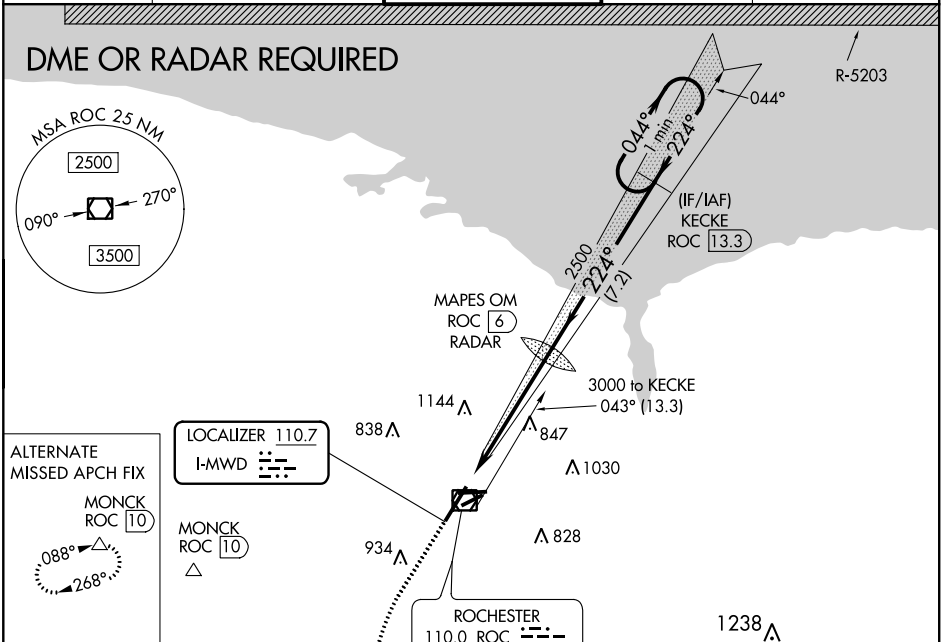 DME OR RADAR REQUIRED
R-5203
MSA ROC 25 NM
2500
090°
270°
3500
044°
044°
1 min
224°
(IF/IAF)
KECKE
ROC 13.3
2500
224°
(7.2)
MAPES OM
ROC 6
RADAR
3000 to KECKE
043° (13.3)
1144
838
847
LOCALIZER 110.7
I-MWD
1030
ALTERNATE
MISSED APCH FIX
MONCK
ROC 10
088°
268°
MONCK
ROC 10
934
828
ROCHESTER
110.0 ROC
1238